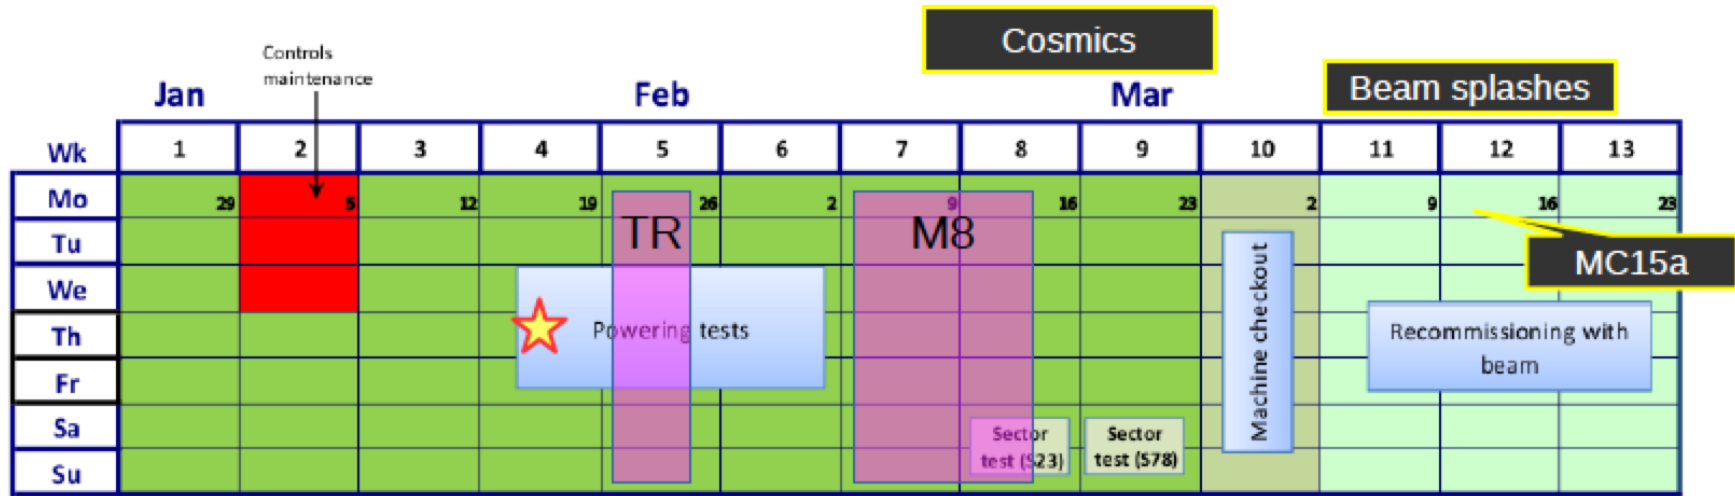 Cosmics
Controls
maintenance
Jan
Feb
Mar
Beam splashes
Wk 1 2 3 4 5 6 7 8 9 10 11 12 13
Mo 29 5 12 19 26 2 9 16 23 2 9 16 23
TR
M8
Tu
MC15a
We
Th
Powering tests
Machine checkout
Recommissioning with
beam
Fr
Sa
Sector
test (S23)
Sector
test (S78)
Su